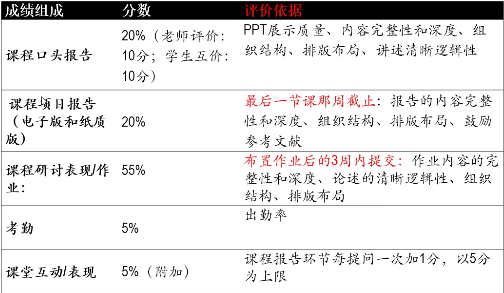 成绩组成 分数 评价依据
课程口头报告
20%（老师评价：
10分；学生互价：
10分）
PPT展示质量、内容完整性和深度、组
织结构、排版布局、讲述清晰逻辑性
课程项目报告
（电子版和纸质
版）
20%
最后一节课那周截止：报告的内容完整
性和深度、组织结构、排版布局、鼓励
参考文献
课程研讨表现/作
业：
55%
布置作业后的3周内提交：作业内容的完
整性和深度、论述的清晰逻辑性、组织
结构、排版布局
考勤 5% 出勤率
课堂互动/表现 5%（附加）
课程报告环节每提问一次加1分，以5分
为上限